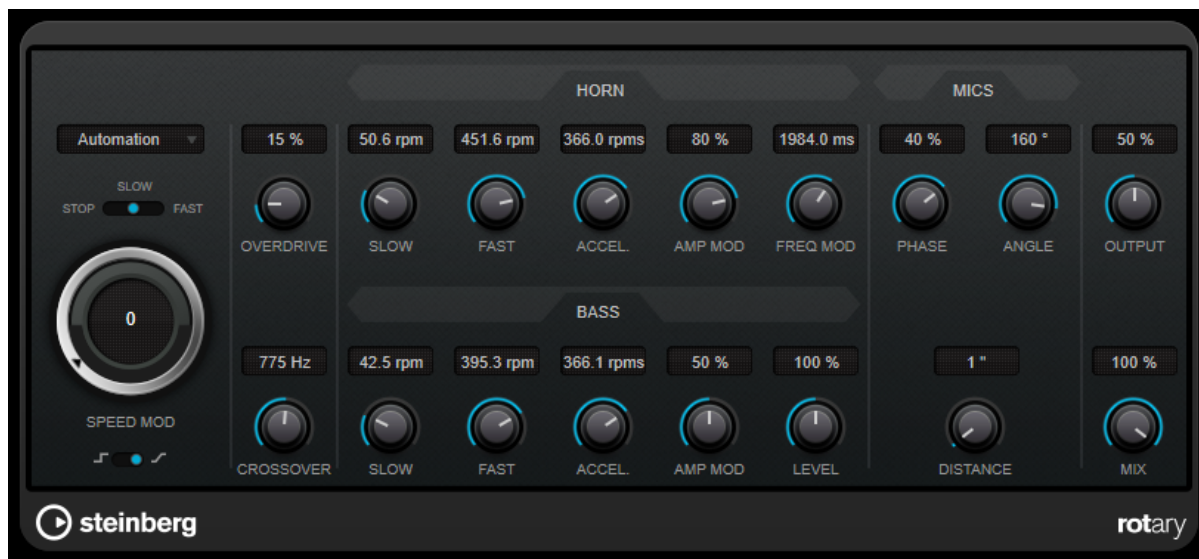 HORN MICS
Automation 15 % 50.6 rpm 451.6 rpm 366.0 rpms 80 % 1984.0 ms 40 % 160 ° 50 %
SLOW
STOP FAST
OVERDRIVE SLOW FAST ACCEL. AMP MOD FREQ MOD PHASE ANGLE OUTPUT
BASS
0
775 Hz 42.5 rpm 395.3 rpm 366.1 rpms 50 % 100 % 1 " 100 %
SPEED MOD
CROSSOVER SLOW FAST ACCEL. AMP MOD LEVEL DISTANCE MIX
steinberg rotary